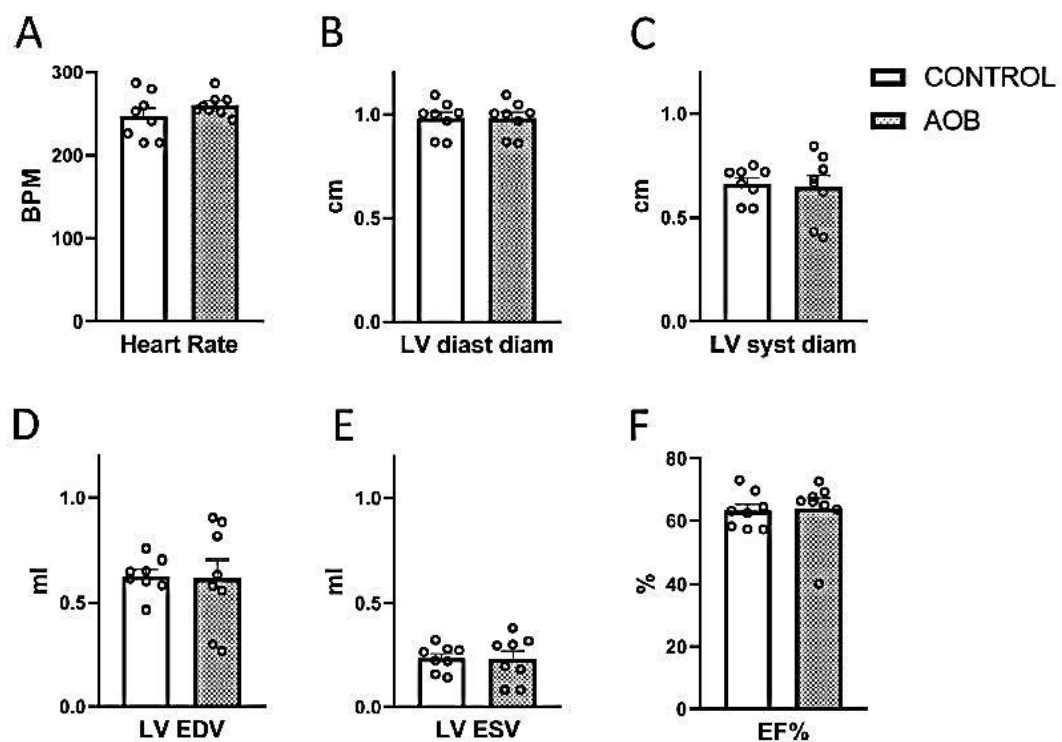 A
300
200
100
0
BPM
Heart Rate
B
1.0
0.5
0.0
cm
LV diast diam
C
1.0
0.5
0.0
cm
LV syst diam
CONTROL
AOB
D
1.0
0.5
0.0
ml
LV EDV
E
1.0
0.5
0.0
ml
LV ESV
F
80
60
40
20
0
%
EF%